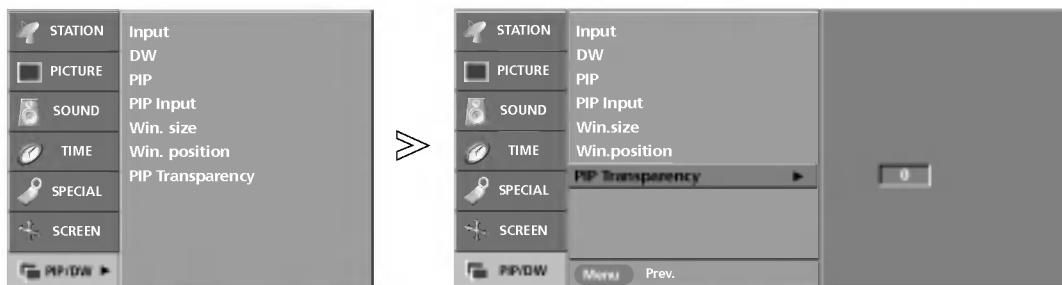 STATION
PICTURE
SOUND
TIME
SPECIAL
SCREEN
PIP/DW
Input
DW
PIP
PIP Input
Win. size
Win. position
PIP Transparency
STATION
PICTURE
SOUND
TIME
SPECIAL
SCREEN
PIP/DW
Input
DW
PIP
PIP Input
Win.size
Win.position
PIP Transparency
Menu Prev.
0